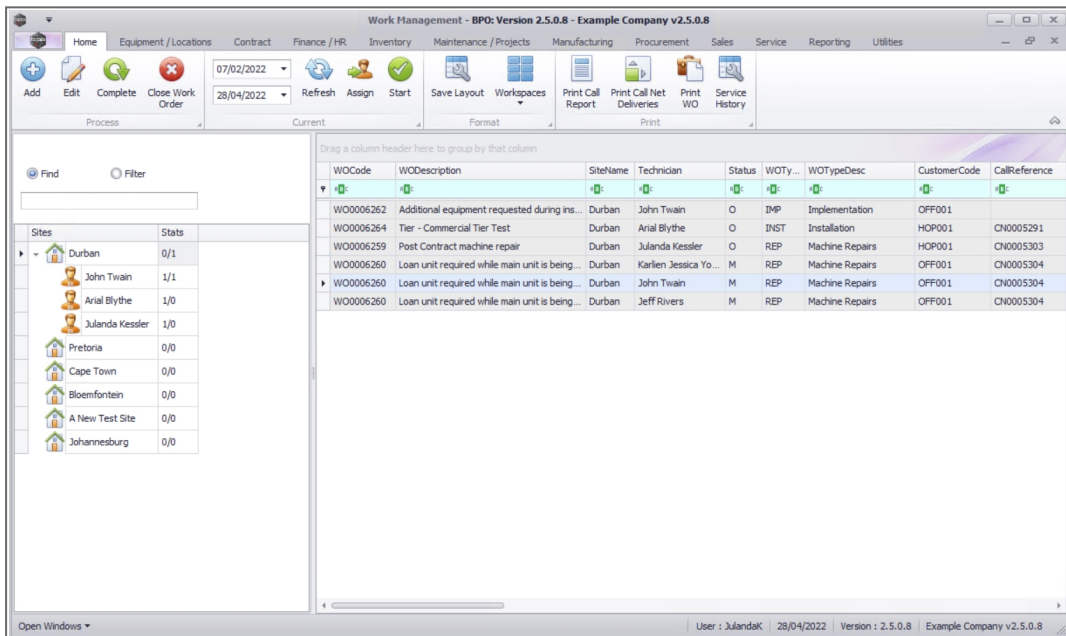 Work Management - BPO: Version 2.5.0.8 - Example Company v2.5.0.8
Home Equipment / Locations Contract Finance / HR Inventory Maintenance / Projects Manufacturing Procurement Sales Service Reporting Utilities
Add Edit Complete Close Work Order
07/02/2022
28/04/2022
Refresh Assign Start Save Layout Workspaces Print Call Report Print Call Net Deliveries Print WO Service History
Process Current Format Print
Drag a column header here to group by that column
Find Filter
WOCode WODescription SiteName Technician Status WOTy... WOTypeDesc CustomerCode CallReference
WO0006262 Additional equipment requested during ins... Durban John Twain O IMP Implementation OFF001
WO0006264 Tier - Commercial Tier Test Durban Arial Blythe O INST Installation HOP001 CN0005291
WO0006259 Post Contract machine repair Durban Julanda Kessler O REP Machine Repairs HOP001 CN0005303
WO0006260 Loan unit required while main unit is being... Durban Karlien Jessica Yo... M REP Machine Repairs OFF001 CN0005304
WO0006260 Loan unit required while main unit is being... Durban John Twain M REP Machine Repairs OFF001 CN0005304
WO0006260 Loan unit required while main unit is being... Durban Jeff Rivers M REP Machine Repairs OFF001 CN0005304
Sites Stats
Durban 0/1
John Twain 1/1
Arial Blythe 1/0
Julanda Kessler 1/0
Pretoria 0/0
Cape Town 0/0
Bloemfontein 0/0
A New Test Site 0/0
Johannesburg 0/0
Open Windows User : JulandaK 28/04/2022 Version : 2.5.0.8 Example Company v2.5.0.8